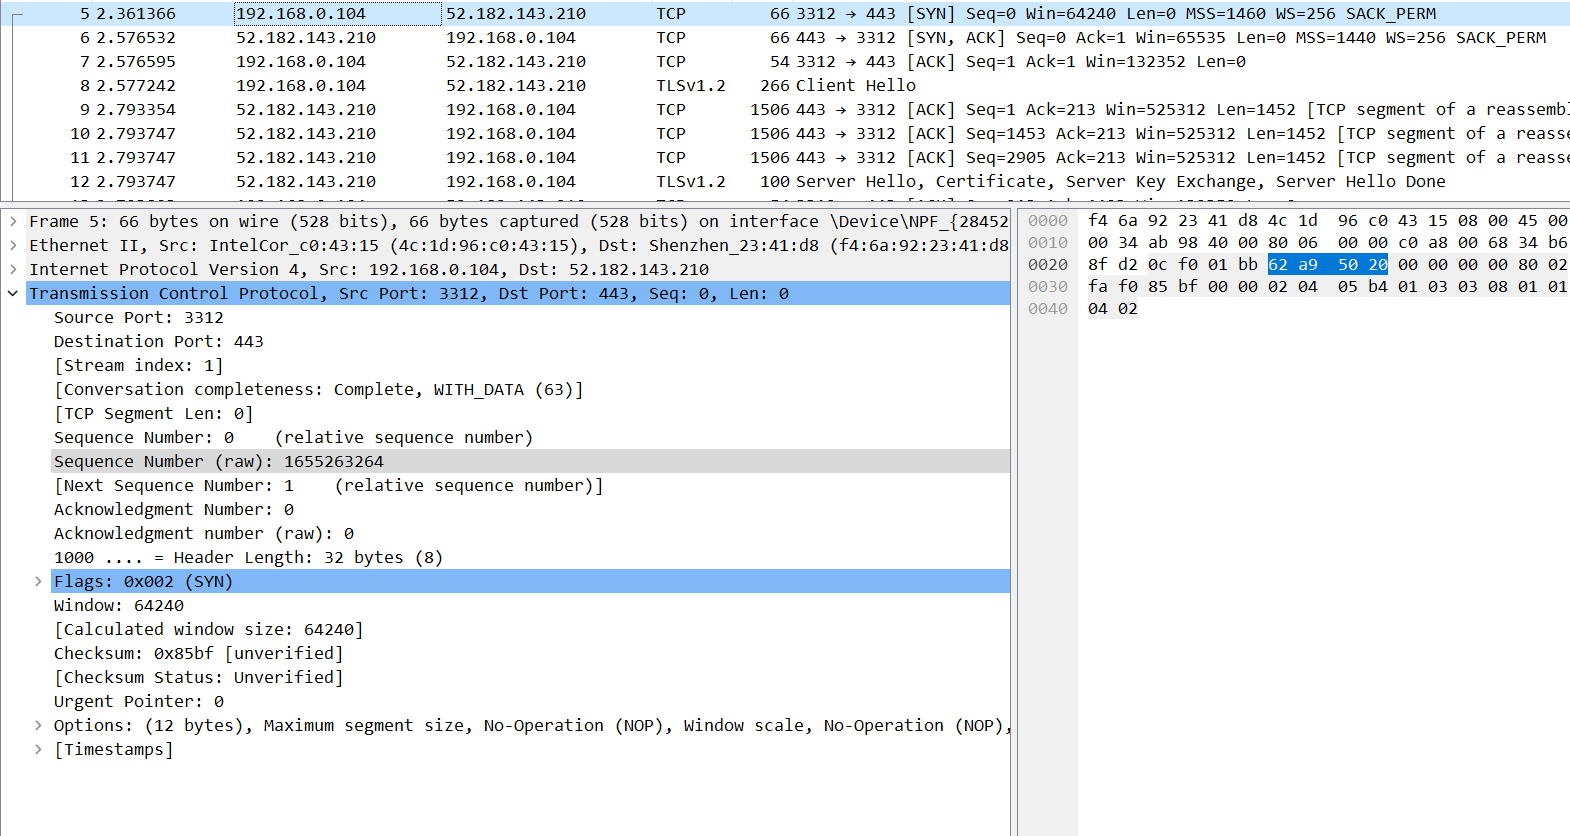 5 2.361366 192.168.0.104 52.182.143.210 TCP 66 3312 → 443 [SYN] Seq=0 Win=64240 Len=0 MSS=1460 WS=256 SACK_PERM
6 2.576532 52.182.143.210 192.168.0.104 TCP 66 443 → 3312 [SYN, ACK] Seq=0 Ack=1 Win=65535 Len=0 MSS=1440 WS=256 SACK_PERM
7 2.576595 192.168.0.104 52.182.143.210 TCP 54 3312 → 443 [ACK] Seq=1 Ack=1 Win=132352 Len=0
8 2.577242 192.168.0.104 52.182.143.210 TLSv1.2 266 Client Hello
9 2.793354 52.182.143.210 192.168.0.104 TCP 1506 443 → 3312 [ACK] Seq=1 Ack=213 Win=525312 Len=1452 [TCP segment of a reassembl
10 2.793747 52.182.143.210 192.168.0.104 TCP 1506 443 → 3312 [ACK] Seq=1453 Ack=213 Win=525312 Len=1452 [TCP segment of a reasse
11 2.793747 52.182.143.210 192.168.0.104 TCP 1506 443 → 3312 [ACK] Seq=2905 Ack=213 Win=525312 Len=1452 [TCP segment of a reasse
12 2.793747 52.182.143.210 192.168.0.104 TLSv1.2 100 Server Hello, Certificate, Server Key Exchange, Server Hello Done
Frame 5: 66 bytes on wire (528 bits), 66 bytes captured (528 bits) on interface \Device\NPF_{28452
Ethernet II, Src: IntelCor_c0:43:15 (4c:1d:96:c0:43:15), Dst: Shenzhen_23:41:d8 (f4:6a:92:23:41:d8
Internet Protocol Version 4, Src: 192.168.0.104, Dst: 52.182.143.210
Transmission Control Protocol, Src Port: 3312, Dst Port: 443, Seq: 0, Len: 0
Source Port: 3312
Destination Port: 443
[Stream index: 1]
[Conversation completeness: Complete, WITH_DATA (63)]
[TCP Segment Len: 0]
Sequence Number: 0 (relative sequence number)
Sequence Number (raw): 1655263264
[Next Sequence Number: 1 (relative sequence number)]
Acknowledgment Number: 0
Acknowledgment number (raw): 0
1000 .... = Header Length: 32 bytes (8)
Flags: 0x002 (SYN)
Window: 64240
[Calculated window size: 64240]
Checksum: 0x85bf [unverified]
[Checksum Status: Unverified]
Urgent Pointer: 0
Options: (12 bytes), Maximum segment size, No-Operation (NOP), Window scale, No-Operation (NOP),
[Timestamps]
0000 f4 6a 92 23 41 d8 4c 1d 96 c0 43 15 08 00 45 00
0010 00 34 ab 98 40 00 80 06 00 00 c0 a8 00 68 34 b6
0020 8f d2 0c f0 01 bb 62 a9 50 20 00 00 00 00 80 02
0030 fa f0 85 bf 00 00 02 04 05 b4 01 03 03 08 01 01
0040 04 02